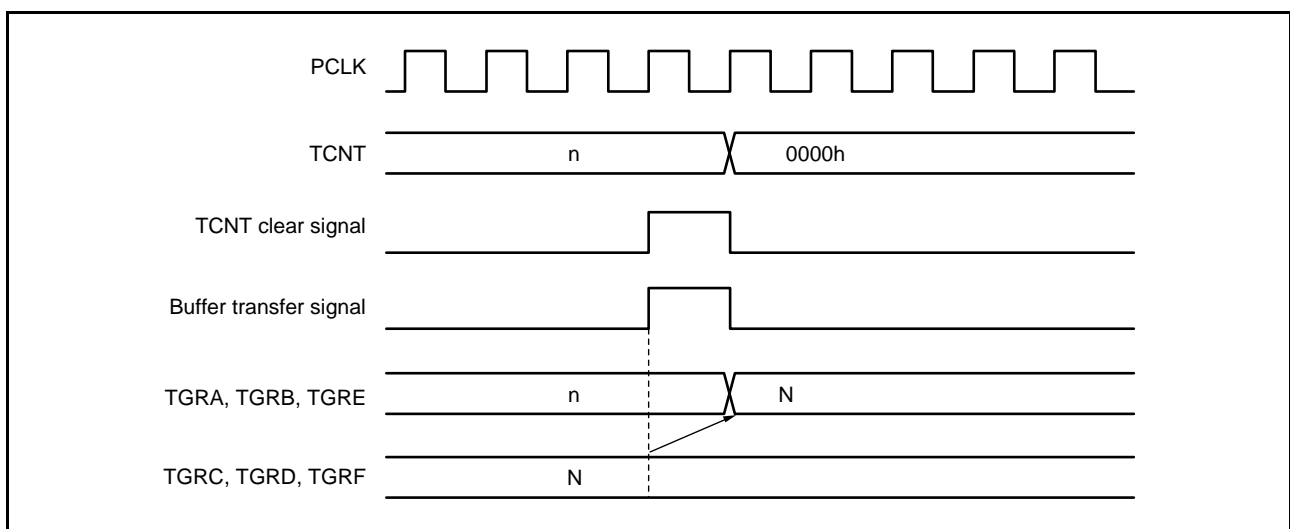 PCLK
TCNT n 0000h
TCNT clear signal
Buffer transfer signal
TGRA, TGRB, TGRE n N
TGRC, TGRD, TGRF N